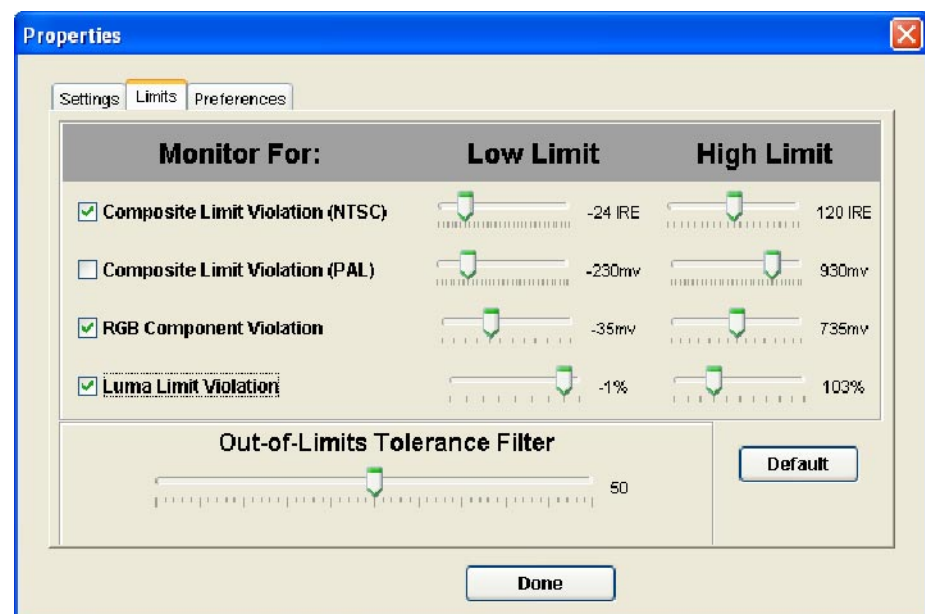 Properties
Settings Limits Preferences
Monitor For: Low Limit High Limit
Composite Limit Violation (NTSC) -24 IRE 120 IRE
Composite Limit Violation (PAL) -230mv 930mv
RGB Component Violation -35mv 735mv
Luma Limit Violation -1% 103%
Out-of-Limits Tolerance Filter
50
Default
Done